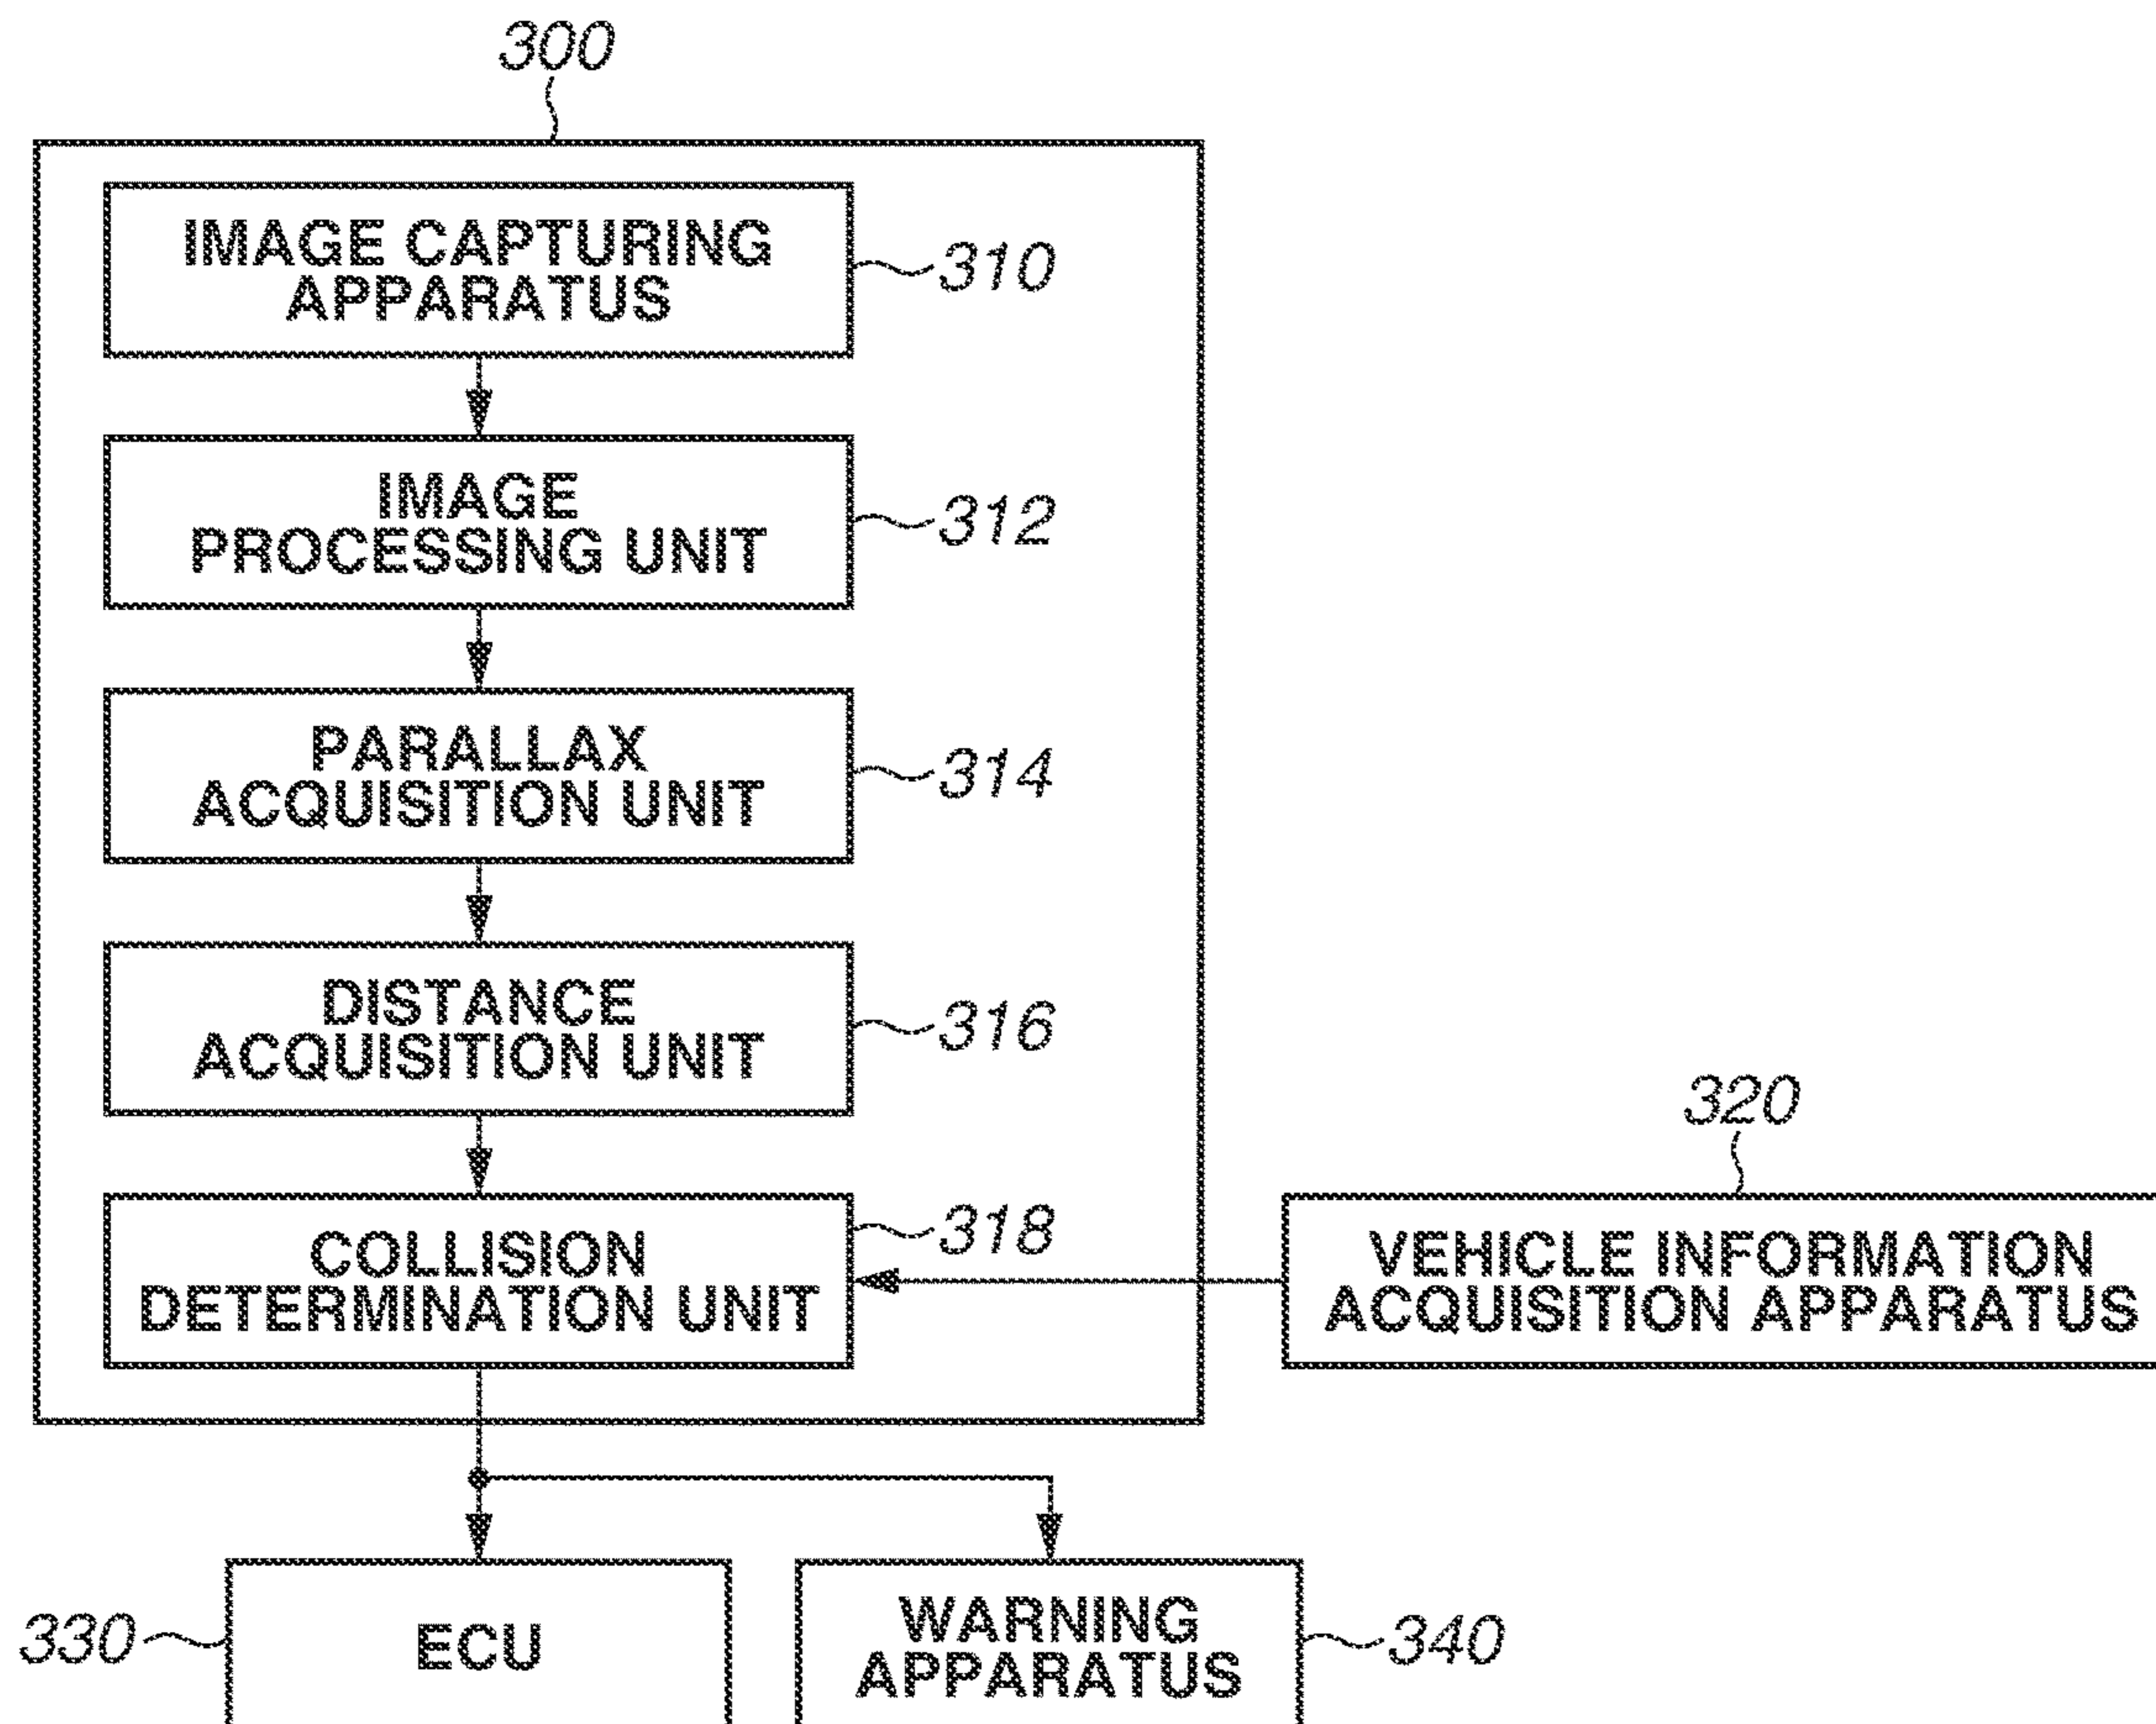 300
IMAGE CAPTURING
APPARATUS
310
IMAGE
PROCESSING UNIT
312
PARALLAX
ACQUISITION UNIT
314
DISTANCE
ACQUISITION UNIT
316
COLLISION
DETERMINATION UNIT
318
320
VEHICLE INFORMATION
ACQUISITION APPARATUS
330
ECU
WARNING
APPARATUS
340